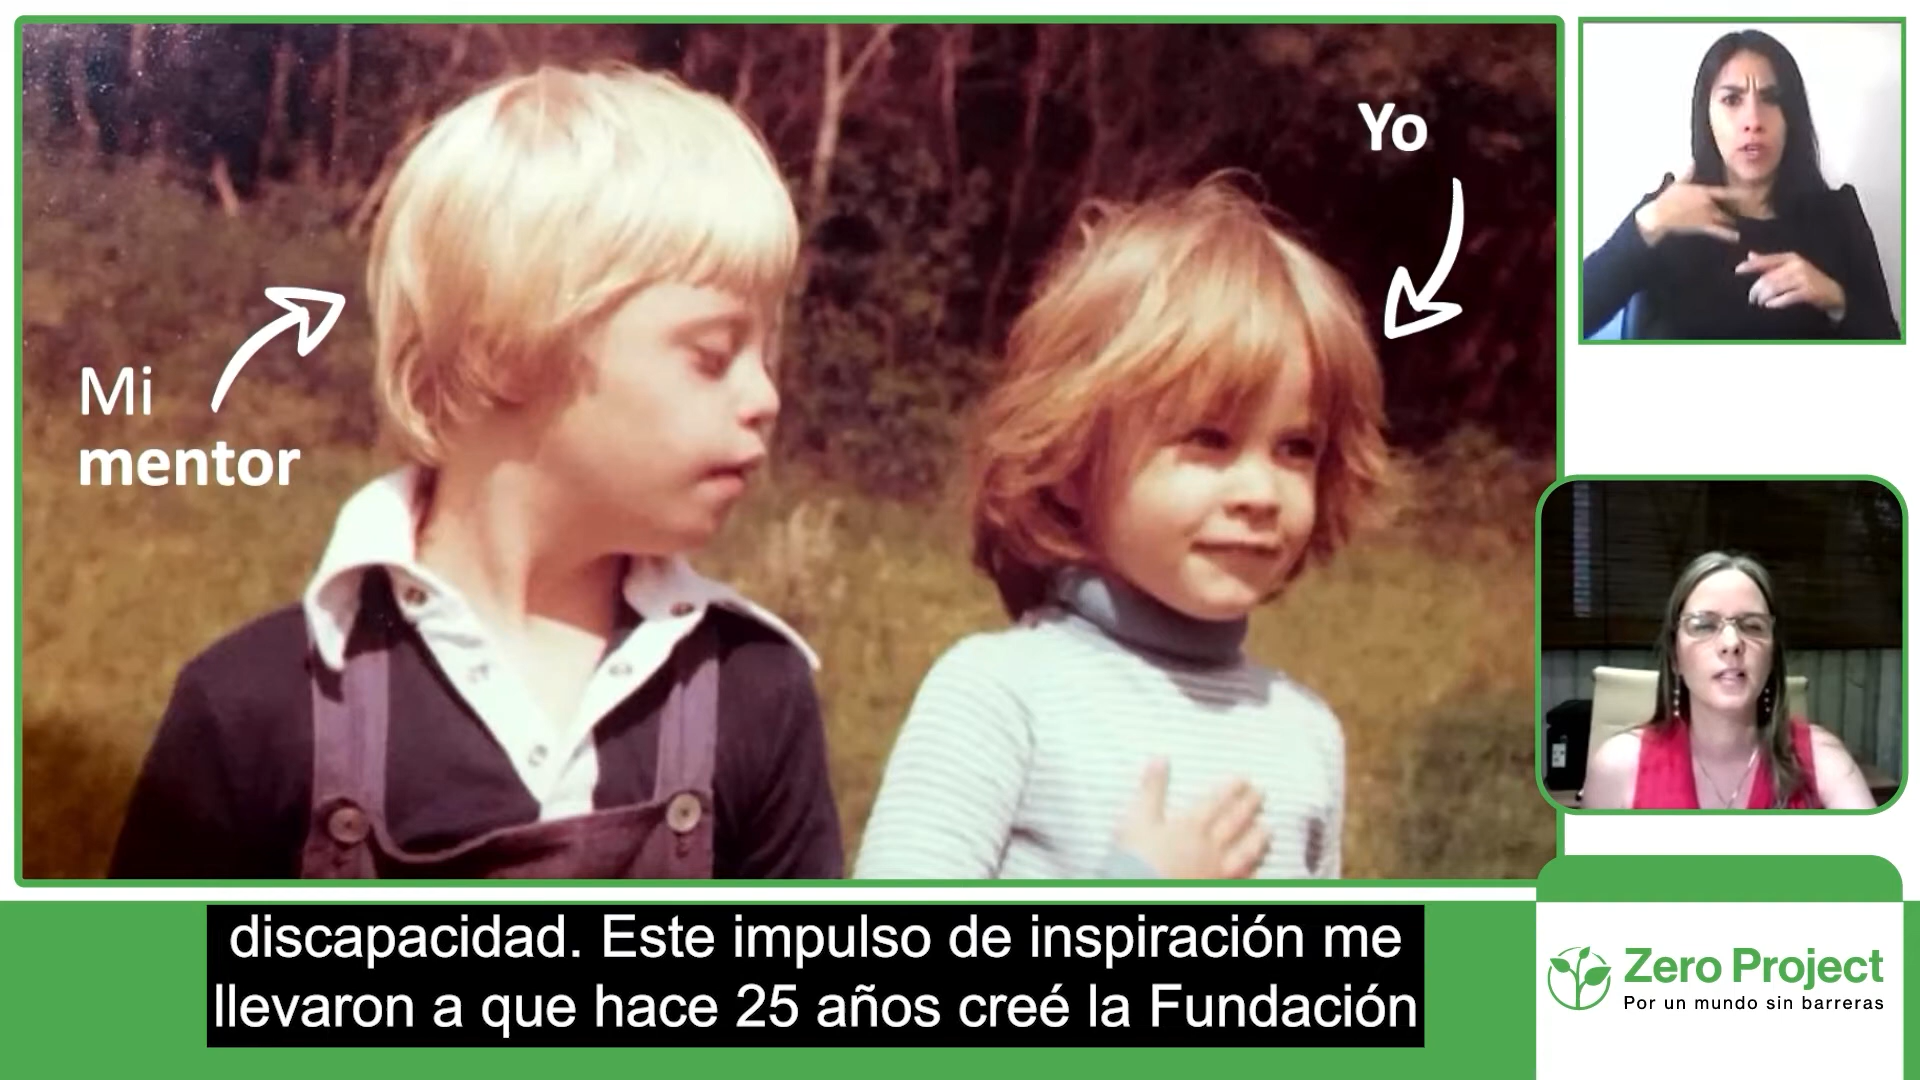 Yo
Mi
mentor
discapacidad. Este impulso de inspiración me
llevaron a que hace 25 años creé la Fundación
Zero Project
Por un mundo sin barreras